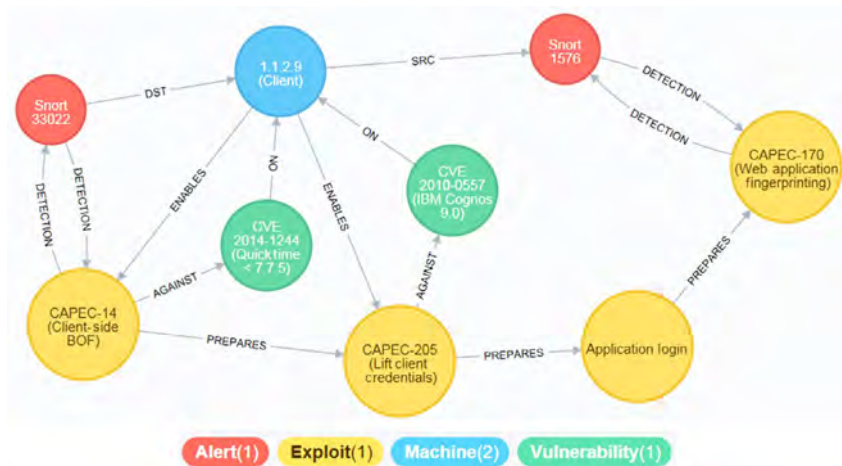 1.1.2.9
(Client)
SRC
Snort
1576
DETECTION
DETECTION
Snort
33022
DST
CAPEC-170
(Web application
fingerprinting)
DETECTION
DETECTION
ENABLES
ON
ENABLES
ON
CVE
2010-0557
(IBM Cognos
9.0)
CVE
2014-1244
(Quicktime
< 7.7.5)
AGAINST
AGAINST
PREPARES
CAPEC-14
(Client-side
BOF)
PREPARES
CAPEC-205
(Lift client
credentials)
PREPARES
Application login
Alert(1)
Exploit(1)
Machine(2)
Vulnerability(1)